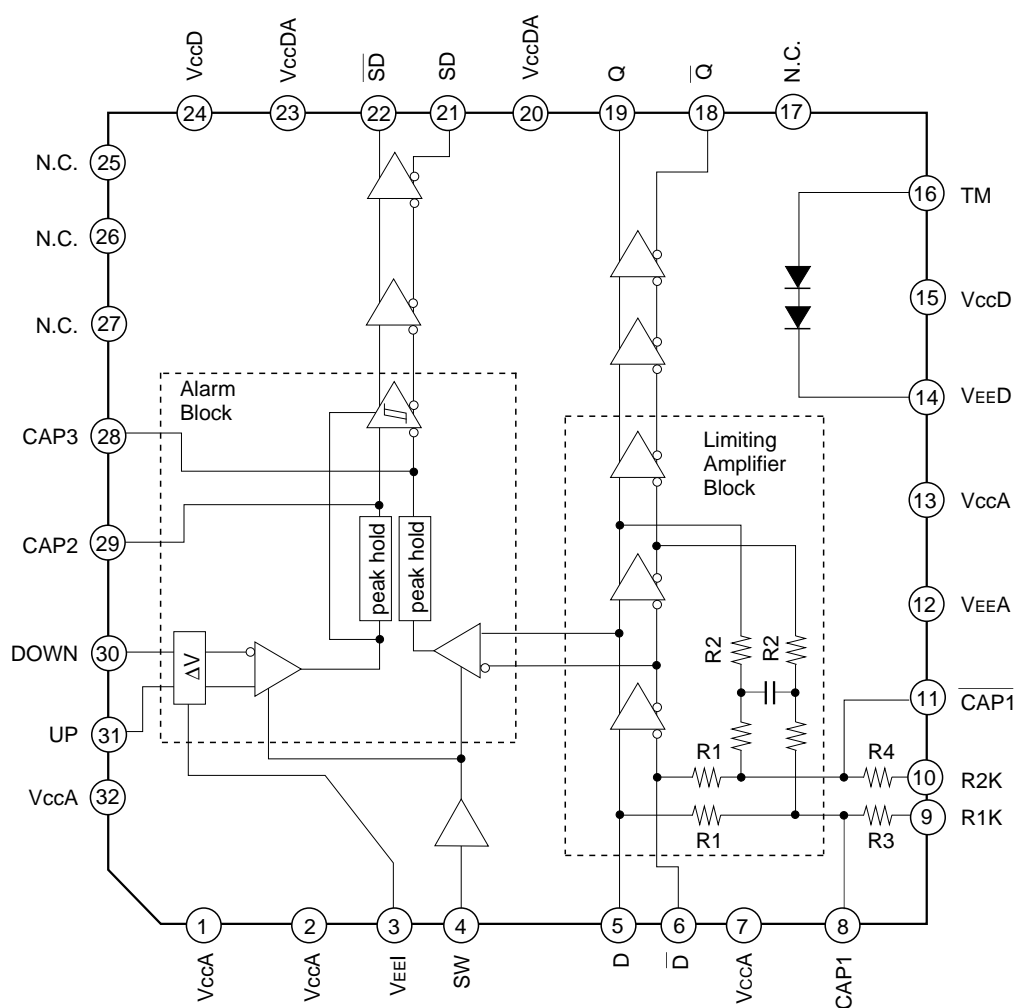 VccD
VccDA
SD
SD
VccDA
Q
Q
N.C.
24
23
22
21
20
19
18
17
N.C.
25
N.C.
26
N.C.
27
16
TM
15
VccD
14
VEED
Alarm
Block
Limiting
Amplifier
Block
CAP3
28
CAP2
29
13
VccA
peak hold
peak hold
12
VEEA
DOWN
30
ΔV
R2
R2
UP
31
11
CAP1
VccA
32
R1
R4
10
R2K
R1
R3
9
R1K
1
2
3
4
5
6
7
8
VccA
VccA
VEEI
SW
D
D
VccA
CAP1